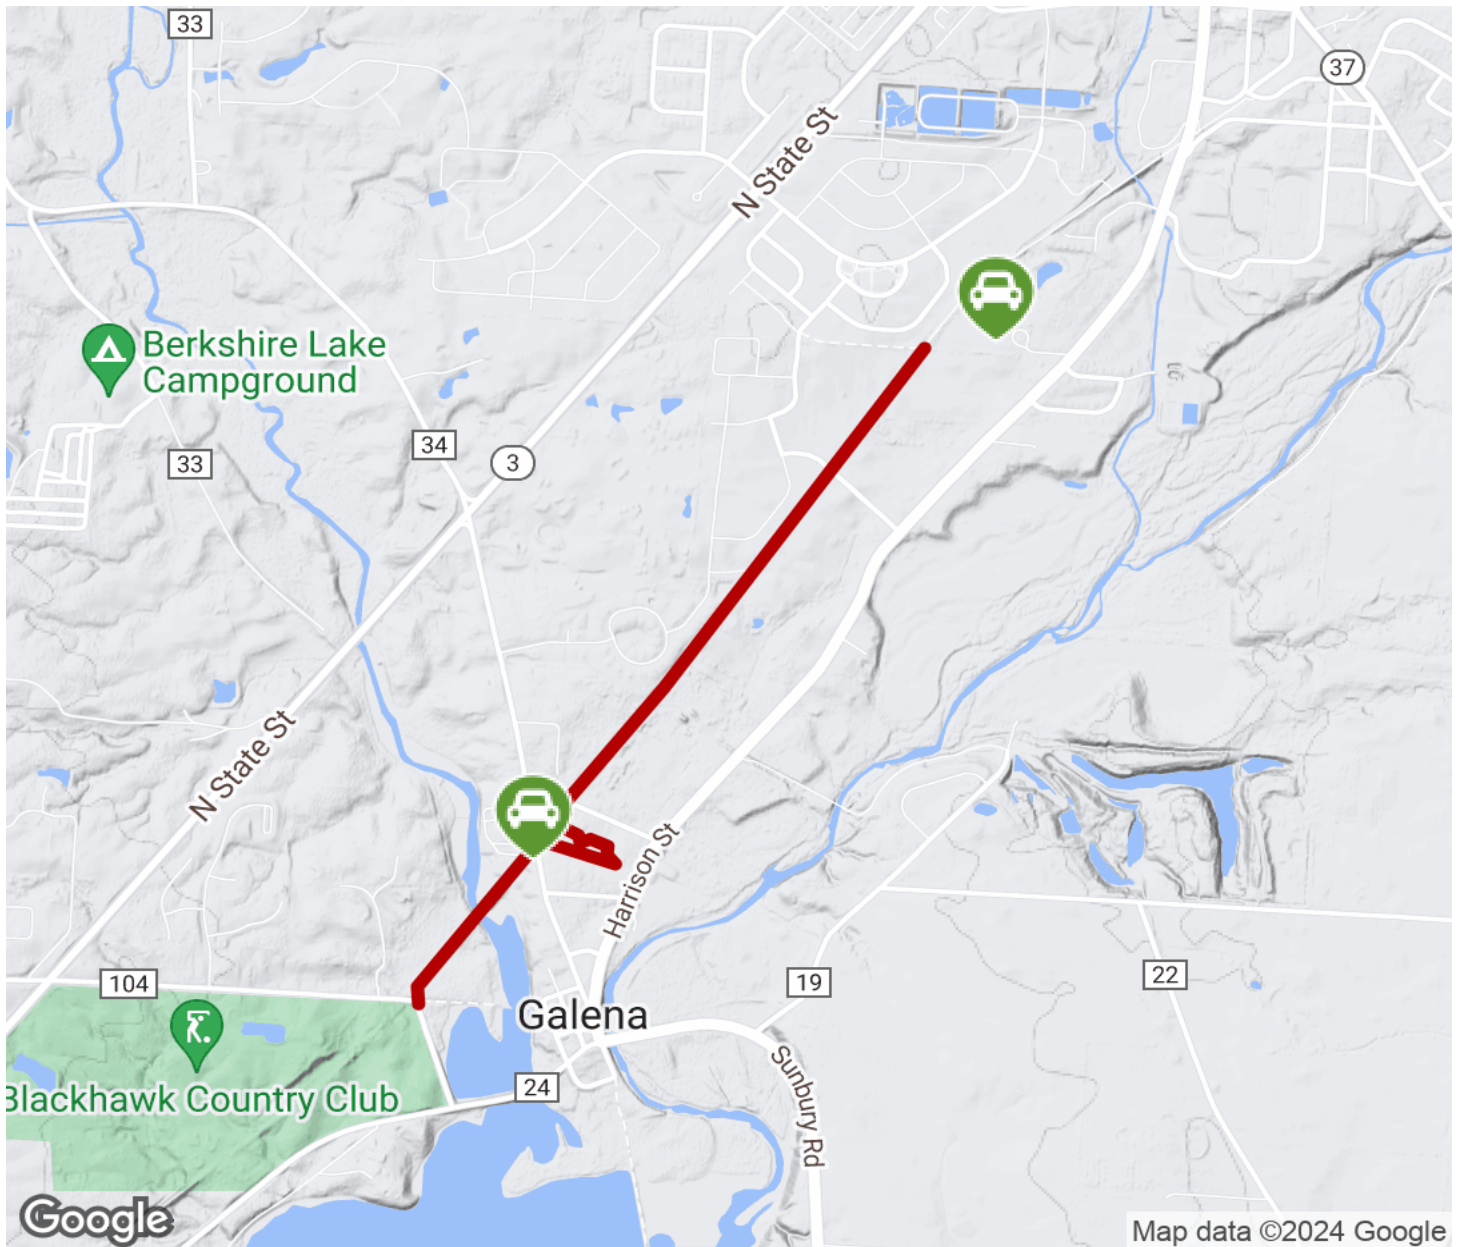 33
37
N State St
Berkshire Lake
Campground
34
3
33
N State St
Harrison St
104
19
22
Galena
24
Sunbury Rd
Blackhawk Country Club
Google
Map data ©2024 Google